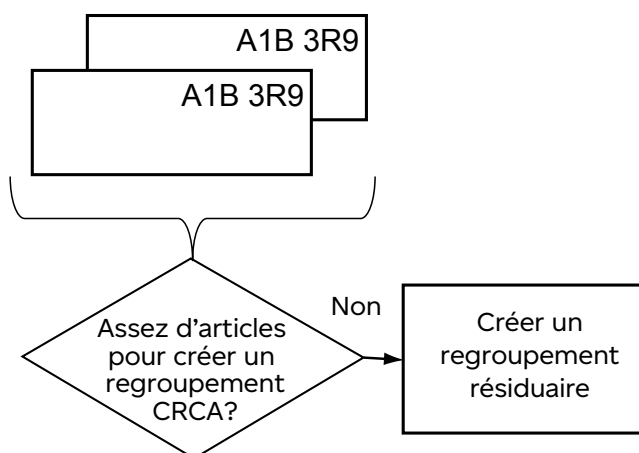 A1B 3R9
A1B 3R9
Assez d'articles
pour créer un
regroupement
CRCA?
Non
Créer un
regroupement
résiduaire